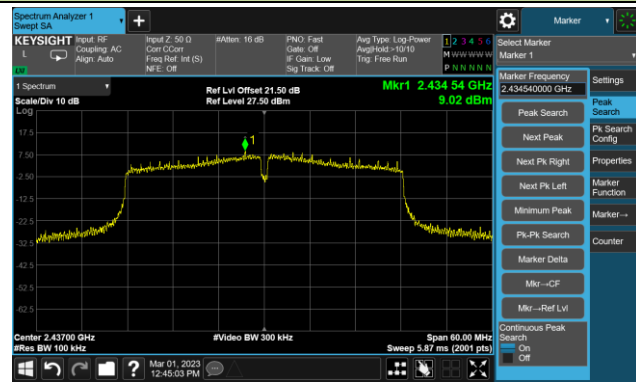 Spectrum Analyzer 1
Swept SA
Marker
KEYSIGHT
L
Input: RF
Coupling: AC
Align: Auto
Input Z: 50 Ω
Corr CCorr
Freq Ref: Int (S)
NFE: Off
#Atten: 16 dB
PNO: Fast
Gate: Off
IF Gain: Low
Sig Track: Off
Avg Type: Log-Power
Avg|Hold:>10/10
Trig: Free Run
1 2 3 4 5 6
M W W W W W
P N N N N N
Select Marker
Marker 1
1 Spectrum
Scale/Div 10 dB
Log
Ref Lvl Offset 21.50 dB
Ref Level 27.50 dBm
Mkr1 2.434 54 GHz
9.02 dBm
17.5
7.50
-2.50
-12.5
-22.5
-32.5
-42.5
-52.5
-62.5
1
Center 2.43700 GHz
#Res BW 100 kHz
#Video BW 300 kHz
Span 60.00 MHz
Sweep 5.87 ms (2001 pts)
Marker Frequency
2.434540000 GHz
Peak Search
Next Peak
Next Pk Right
Next Pk Left
Minimum Peak
Pk-Pk Search
Marker Delta
Mkr→CF
Mkr→Ref Lvl
Continuous Peak
Search
On
Off
Settings
Peak
Search
Pk Search
Config
Properties
Marker
Function
Marker→
Counter
Mar 01, 2023
12:45:03 PM